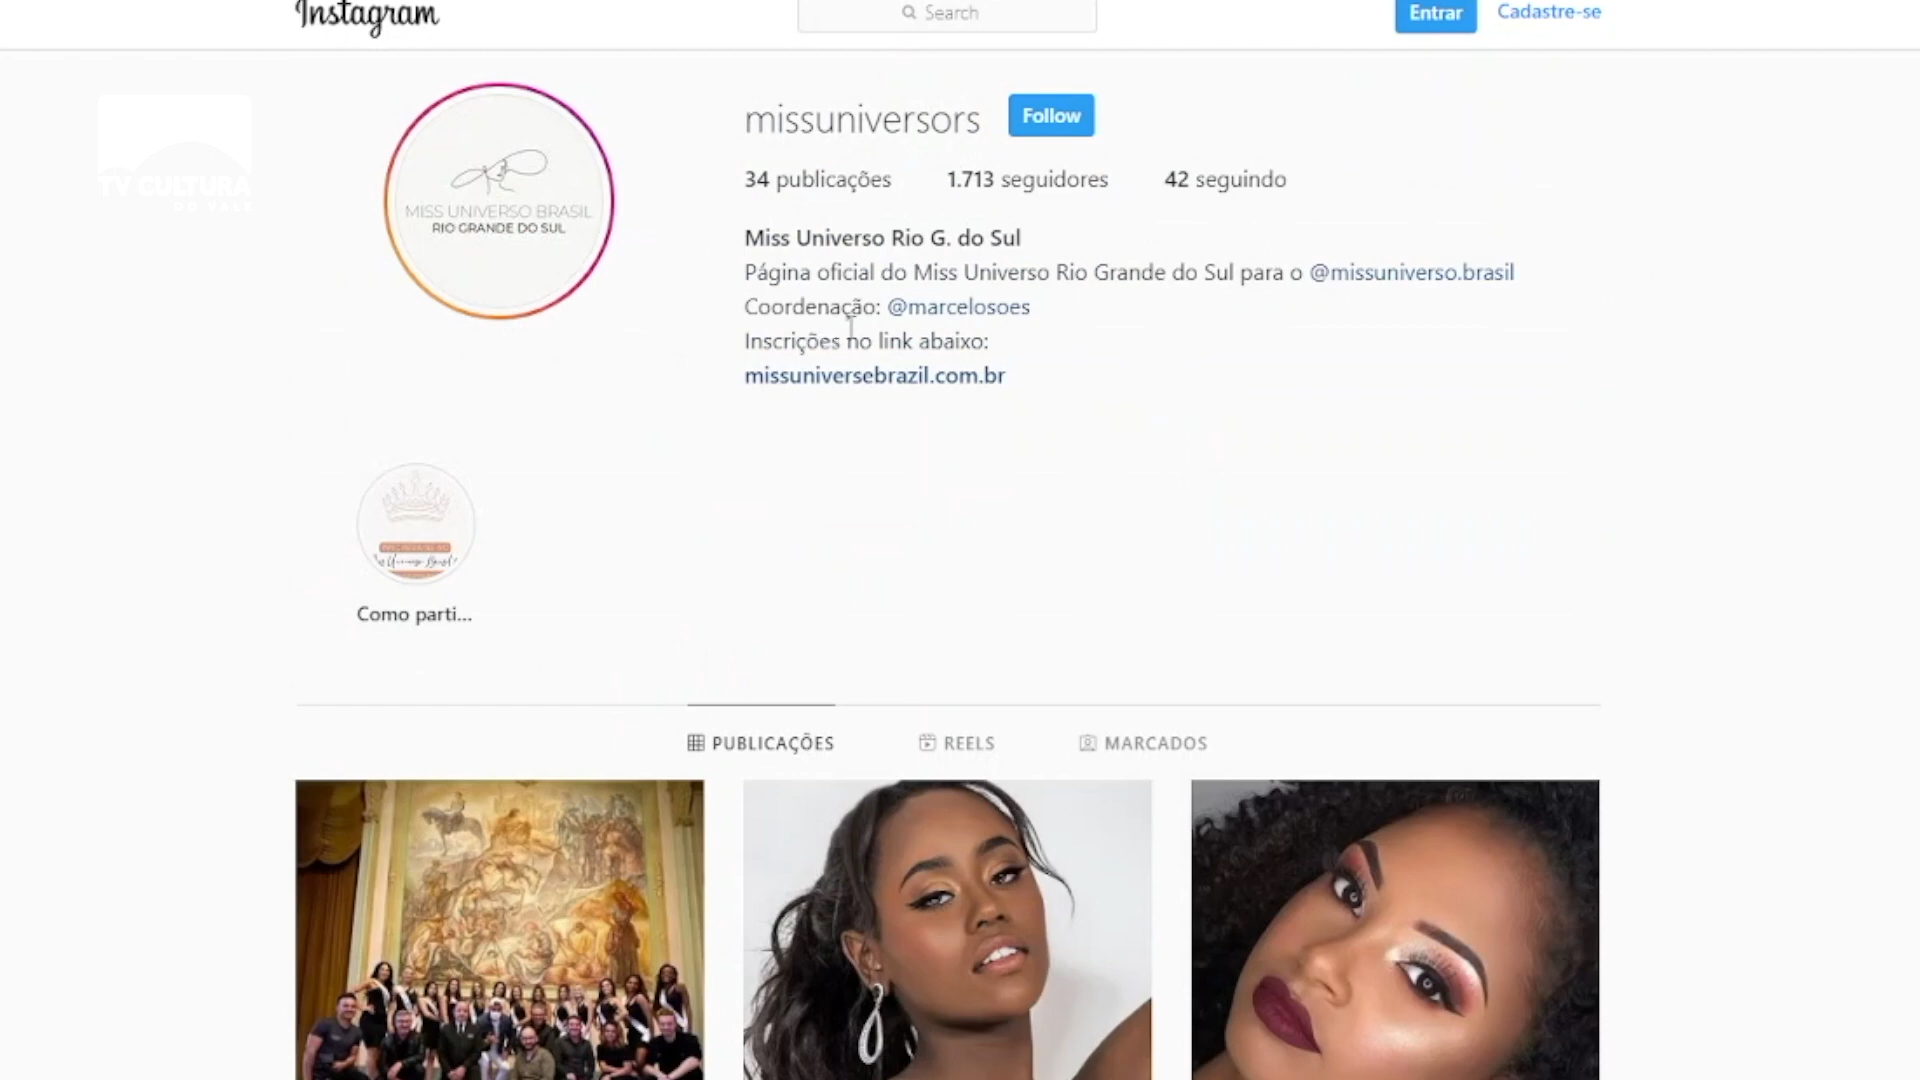 Instagram
Search
Entrar
Cadastre-se
TV CULTURA
DO VALE
MISS UNIVERSO BRASIL
RIO GRANDE DO SUL
missuniversors
Follow
34 publicações
1.713 seguidores
42 seguindo
Miss Universo Rio G. do Sul
Página oficial do Miss Universo Rio Grande do Sul para o @missuniverso.brasil
Coordenação: @marcelosoes
Inscrições no link abaixo:
missuniversebrazil.com.br
Como parti...
PUBLICAÇÕES
REELS
MARCADOS